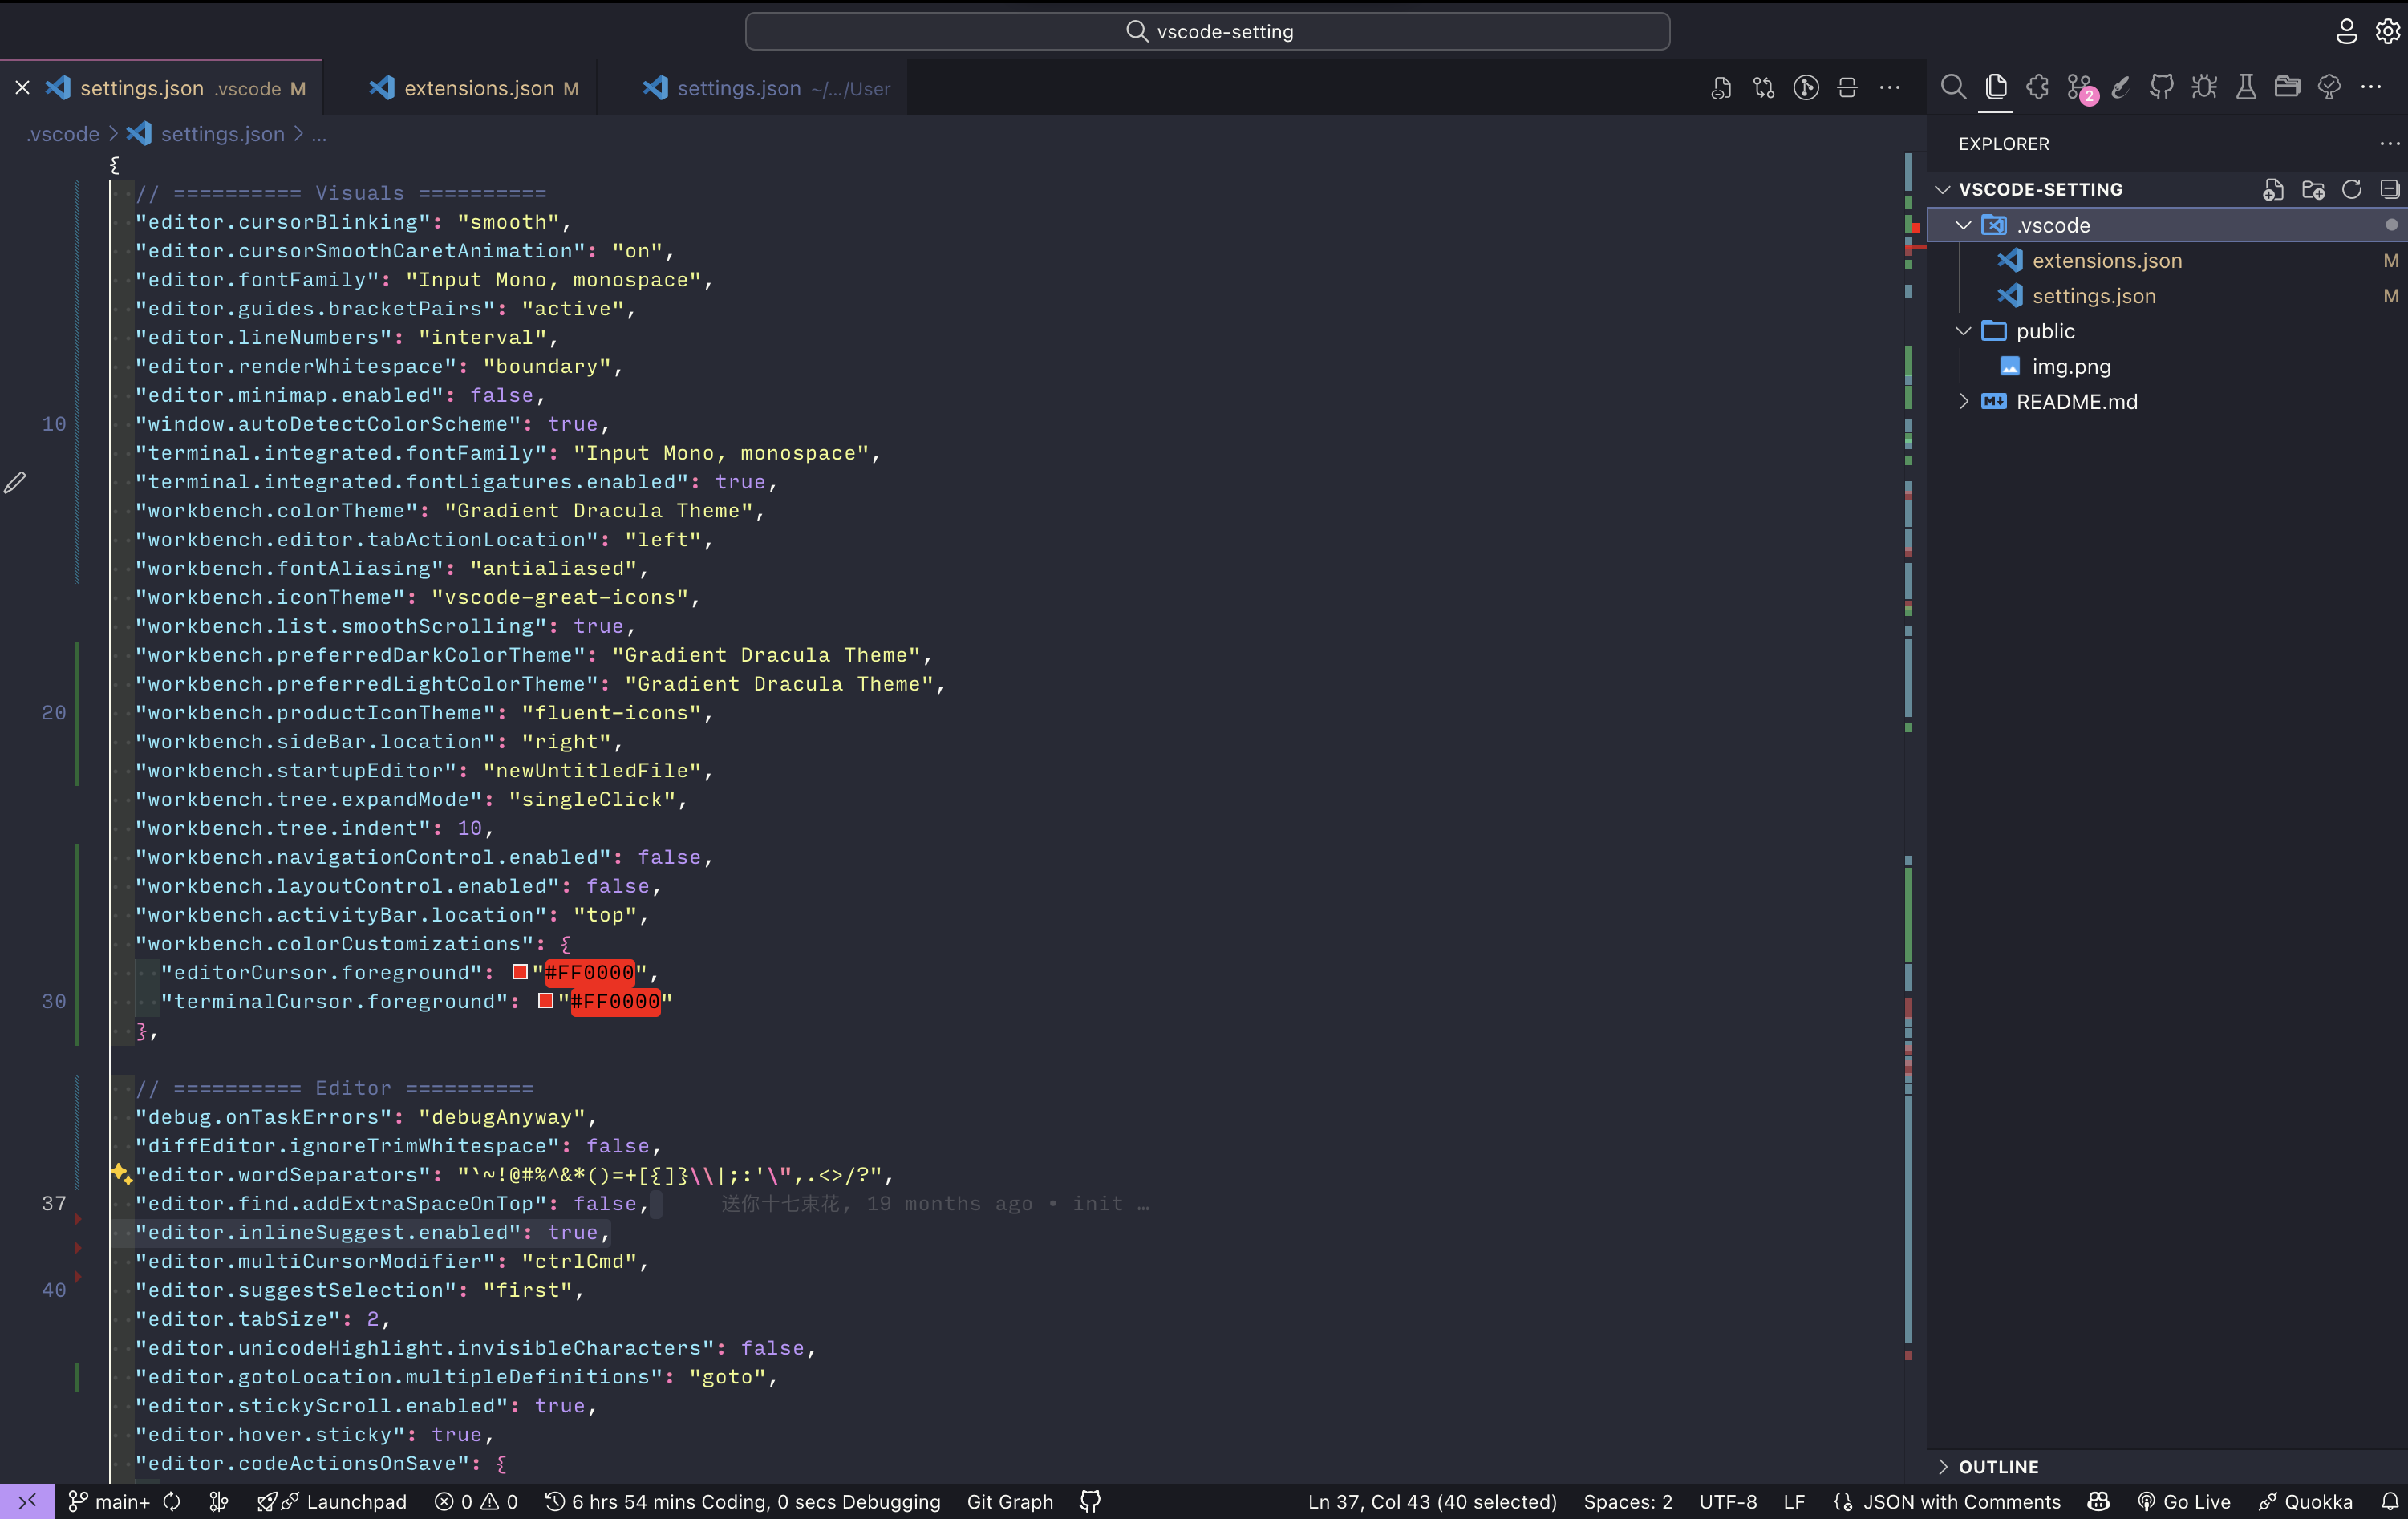 vscode-setting
settings.json .vscode M
extensions.json M
settings.json ~/.../User
.vscode > settings.json > ...
{
// ========== Visuals ==========
"editor.cursorBlinking": "smooth",
"editor.cursorSmoothCaretAnimation": "on",
"editor.fontFamily": "Input Mono, monospace",
"editor.guides.bracketPairs": "active",
"editor.lineNumbers": "interval",
"editor.renderWhitespace": "boundary",
"editor.minimap.enabled": false,
10 "window.autoDetectColorScheme": true,
"terminal.integrated.fontFamily": "Input Mono, monospace",
"terminal.integrated.fontLigatures.enabled": true,
"workbench.colorTheme": "Gradient Dracula Theme",
"workbench.editor.tabActionLocation": "left",
"workbench.fontAliasing": "antialiased",
"workbench.iconTheme": "vscode-great-icons",
"workbench.list.smoothScrolling": true,
"workbench.preferredDarkColorTheme": "Gradient Dracula Theme",
"workbench.preferredLightColorTheme": "Gradient Dracula Theme",
20 "workbench.productIconTheme": "fluent-icons",
"workbench.sideBar.location": "right",
"workbench.startupEditor": "newUntitledFile",
"workbench.tree.expandMode": "singleClick",
"workbench.tree.indent": 10,
"workbench.navigationControl.enabled": false,
"workbench.layoutControl.enabled": false,
"workbench.activityBar.location": "top",
"workbench.colorCustomizations": {
"editorCursor.foreground": "#FF0000",
30 "terminalCursor.foreground": "#FF0000"
},
// ========== Editor ==========
"debug.onTaskErrors": "debugAnyway",
"diffEditor.ignoreTrimWhitespace": false,
"editor.wordSeparators": "`~!@#%^&*()=+[{]}\\|;:'\",.<>/?",
37 "editor.find.addExtraSpaceOnTop": false, 送你十七束花, 19 months ago • init …
"editor.inlineSuggest.enabled": true,
"editor.multiCursorModifier": "ctrlCmd",
40 "editor.suggestSelection": "first",
"editor.tabSize": 2,
"editor.unicodeHighlight.invisibleCharacters": false,
"editor.gotoLocation.multipleDefinitions": "goto",
"editor.stickyScroll.enabled": true,
"editor.hover.sticky": true,
"editor.codeActionsOnSave": {
2
EXPLORER
VSCODE-SETTING
.vscode
extensions.json M
settings.json M
public
img.png
README.md
OUTLINE
main+ Launchpad 0 0 6 hrs 54 mins Coding, 0 secs Debugging Git Graph Ln 37, Col 43 (40 selected) Spaces: 2 UTF-8 LF JSON with Comments Go Live Quokka